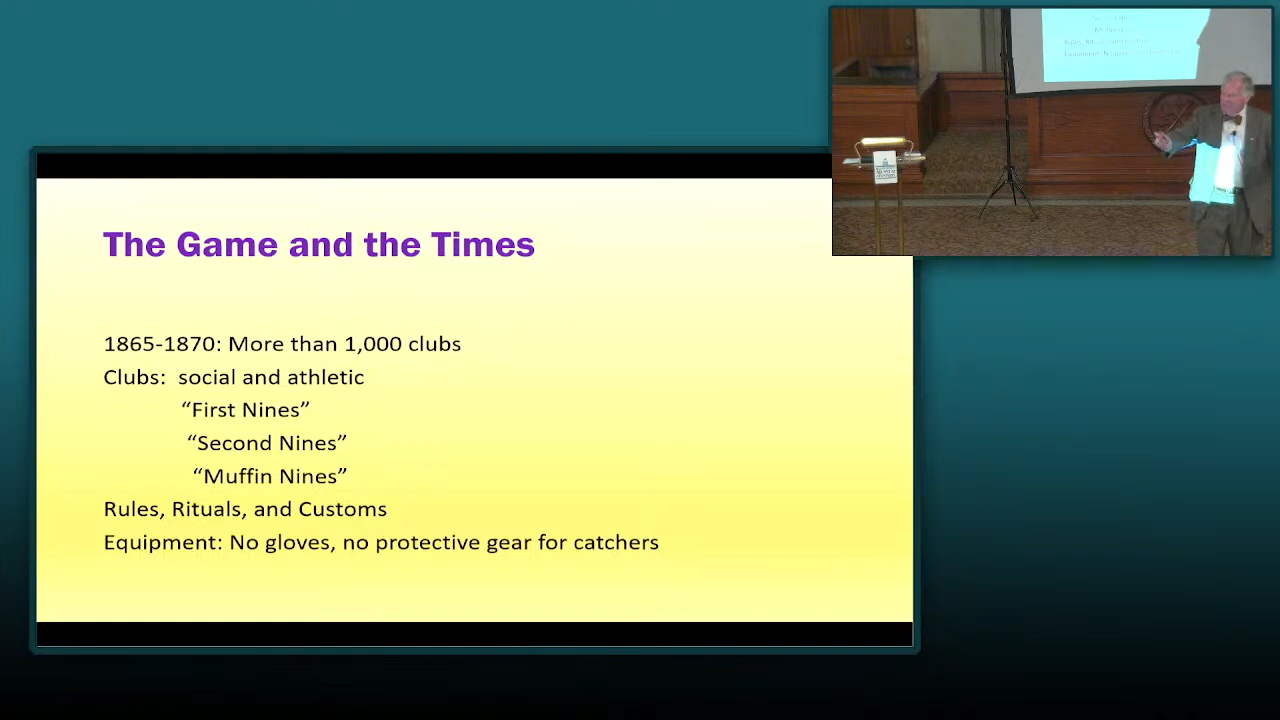 The Game and the Times
1865-1870: More than 1,000 clubs
Clubs: social and athletic
“First Nines”
“Second Nines”
“Muffin Nines”
Rules, Rituals, and Customs
Equipment: No gloves, no protective gear for catchers